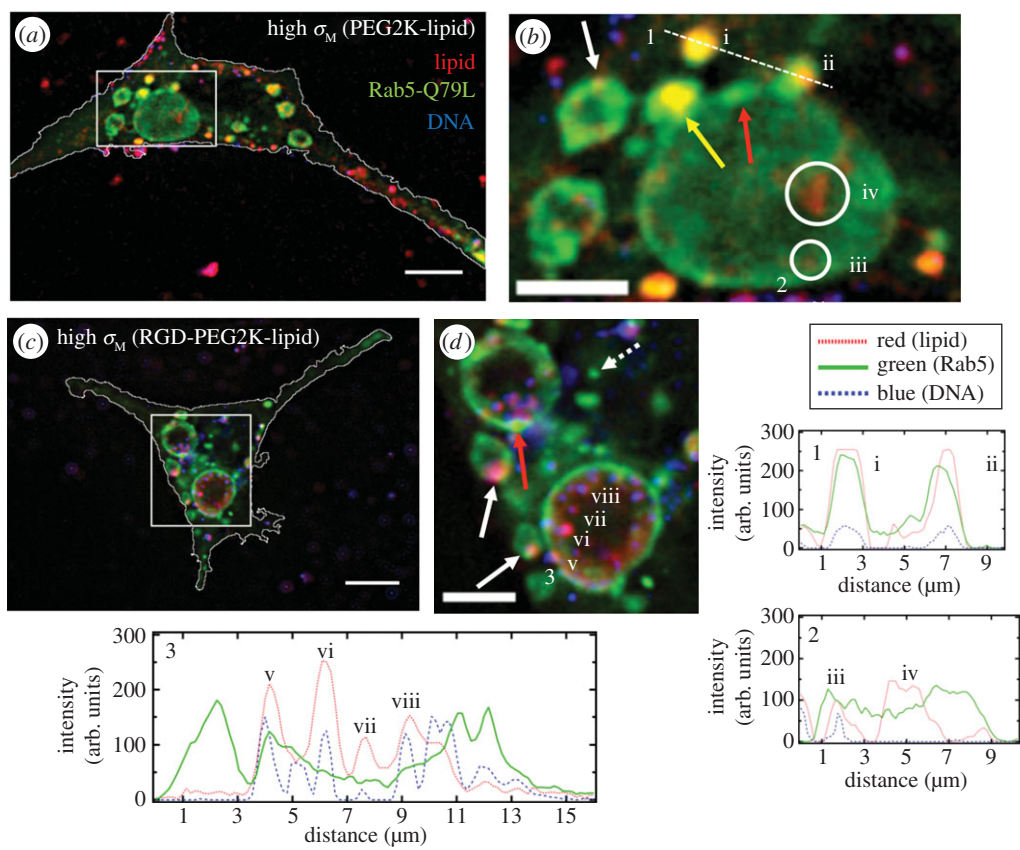 (a)
high σM (PEG2K-lipid)
lipid
Rab5-Q79L
DNA
(b)
1
i
ii
iv
iii
2
(c)
high σM (RGD-PEG2K-lipid)
(d)
viii
vii
vi
v
3
red (lipid)
green (Rab5)
blue (DNA)
300
200
100
0
intensity
(arb. units)
1
i
ii
1 3 5 7 9
distance (µm)
300
200
100
0
intensity
((arb. units)
2
iii
iv
1 3 5 7 9
distance (µm)
300
200
100
0
intensity
((arb. units)
3
v
vi
vii
viii
1 3 5 7 9 11 13 15
distance (µm)